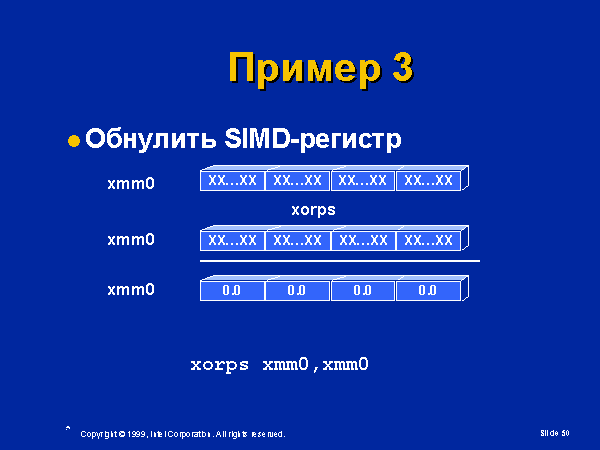 Пример 3
Обнулить SIMD-регистр
xmm0 XX...XX XX...XX XX...XX XX...XX
xorps
xmm0 XX...XX XX...XX XX...XX XX...XX
xmm0 0.0 0.0 0.0 0.0
xorps xmm0,xmm0
* Copyright © 1999, Intel Corporation. All rights reserved. Slide 50